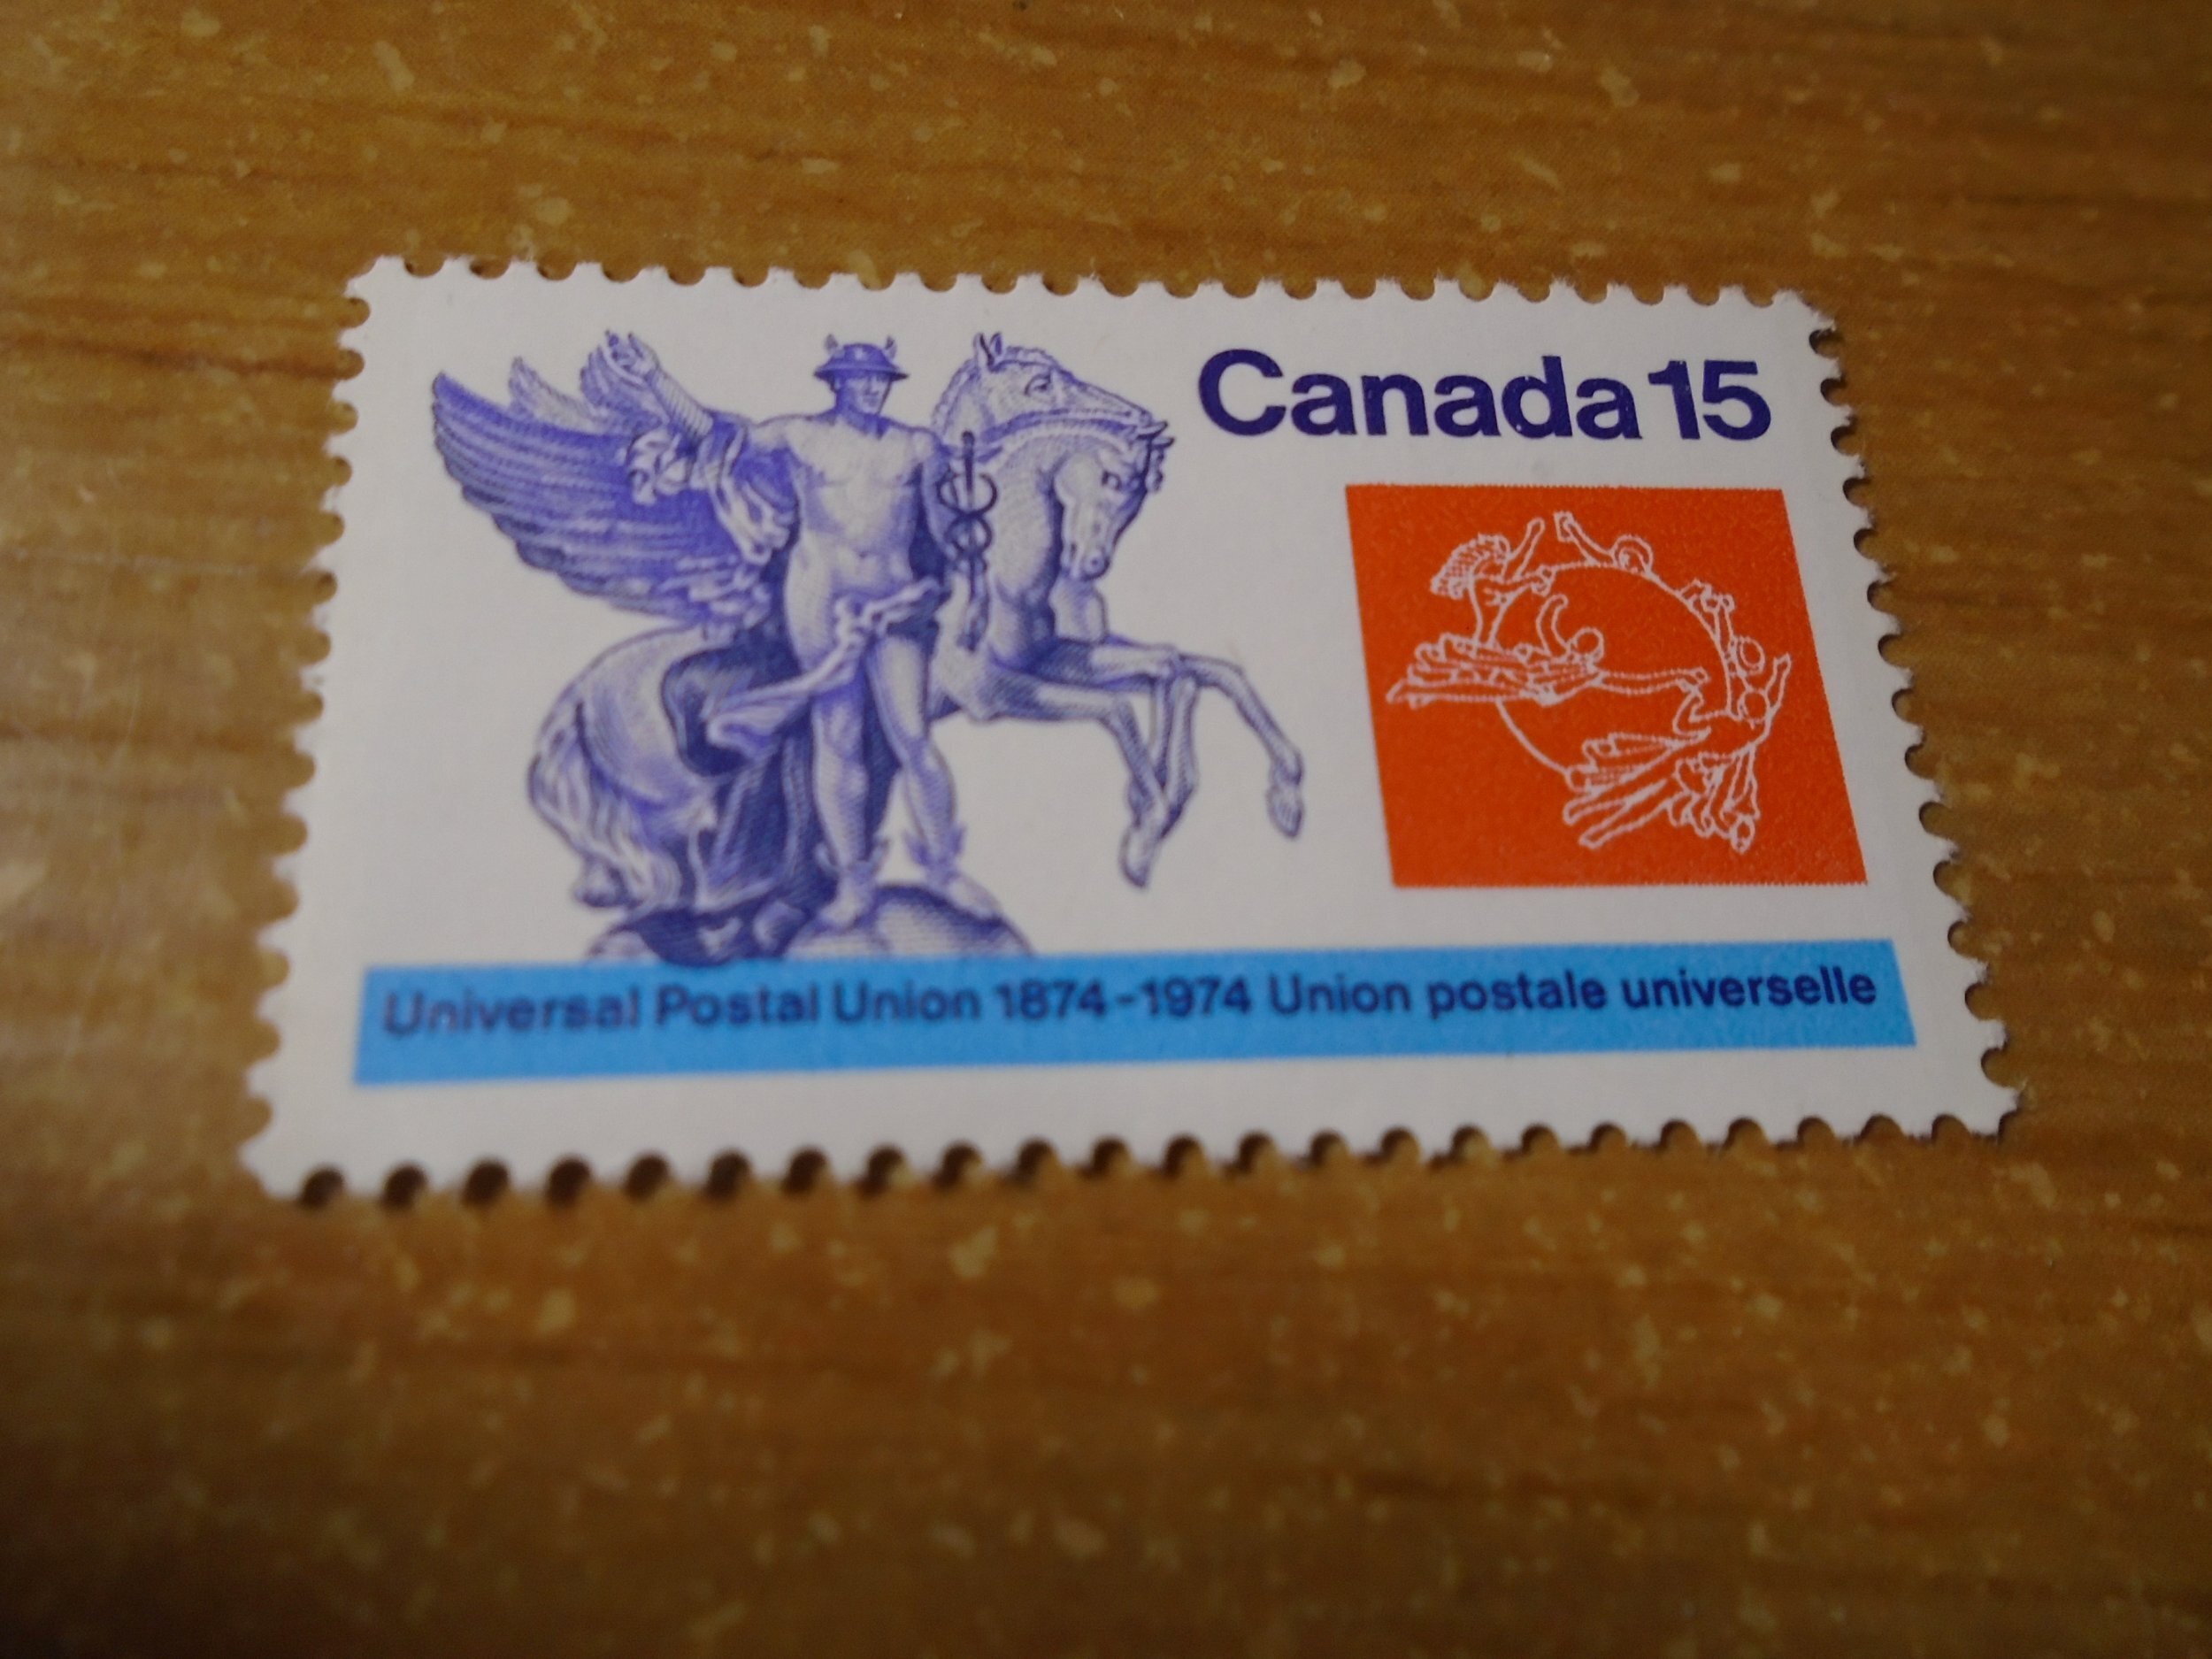 Canada 15
Universal Postal Union 1874-1974 Union postale universelle